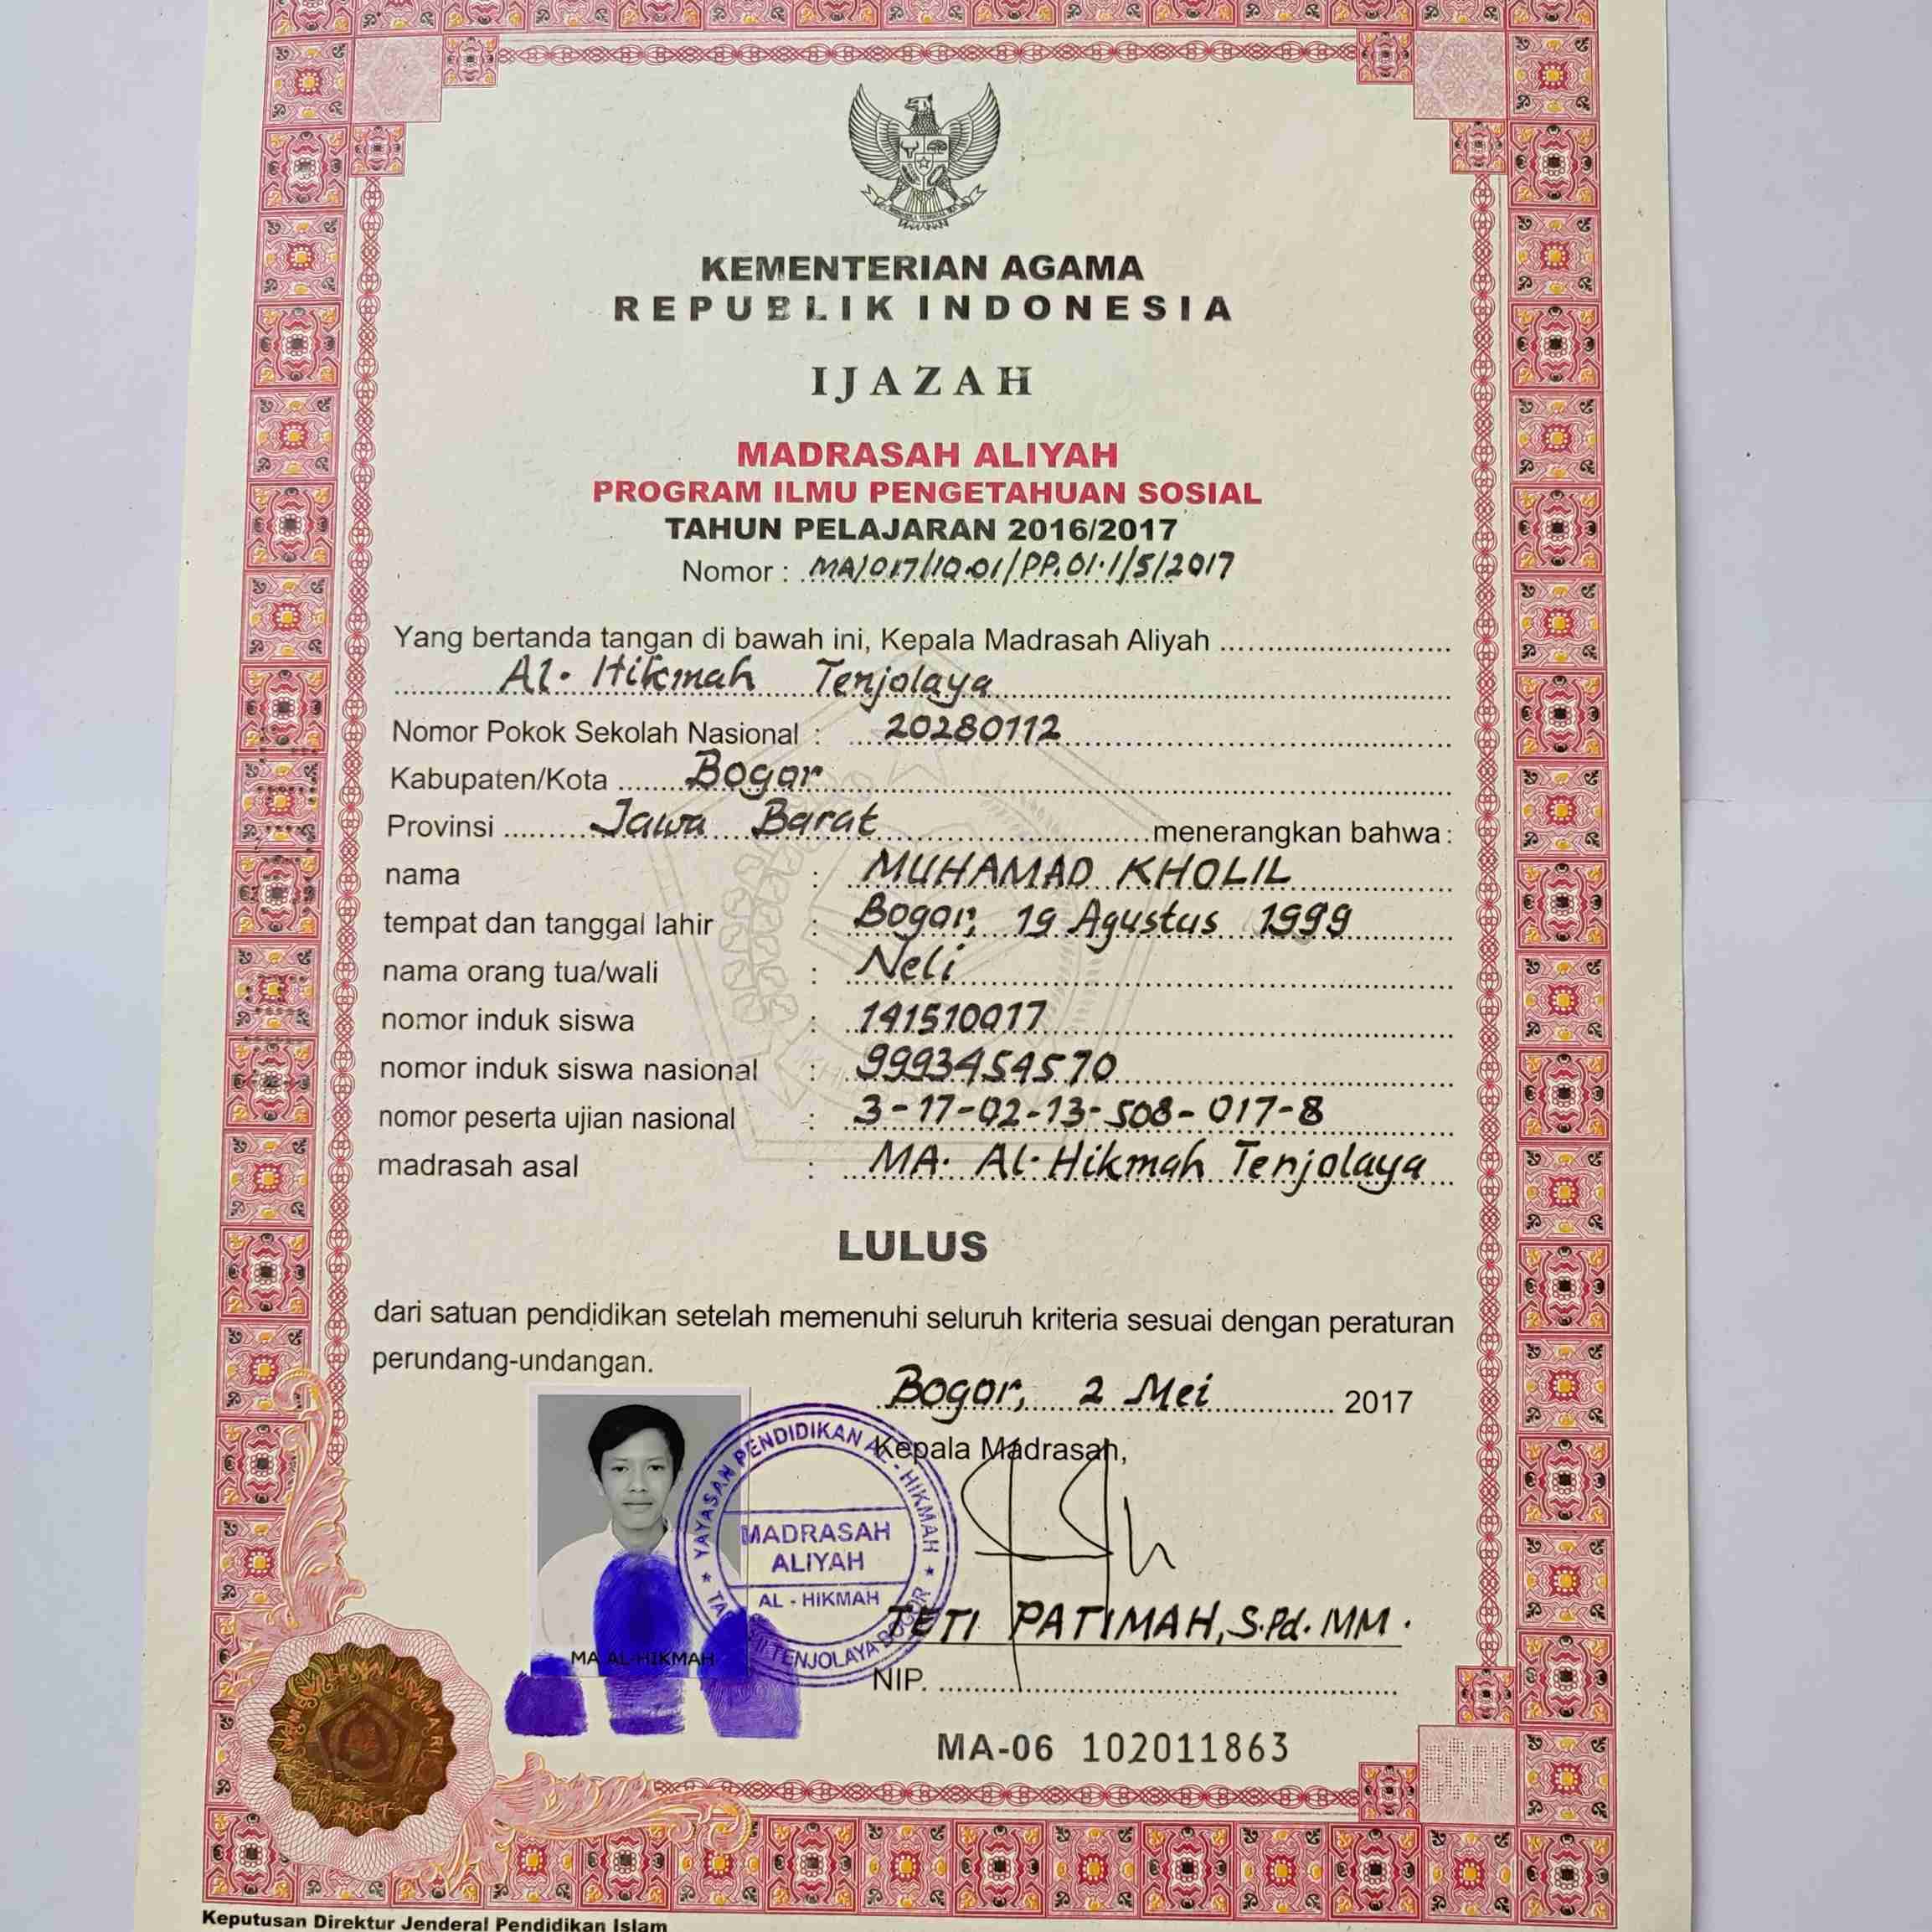 KEMENTERIAN AGAMA
REPUBLIK INDONESIA
IJAZAH
MADRASAH ALIYAH
PROGRAM ILMU PENGETAHUAN SOSIAL
TAHUN PELAJARAN 2016/2017
Nomor : MA/017/10.01/PP.01.1/5/2017
Yang bertanda tangan di bawah ini, Kepala Madrasah Aliyah
Al-Hikmah Tenjolaya
Nomor Pokok Sekolah Nasional : 20280112
Kabupaten/Kota Bogor
Provinsi Jawa Barat menerangkan bahwa :
nama : MUHAMAD KHOLIL
tempat dan tanggal lahir : Bogor, 19 Agustus 1999
nama orang tua/wali : Neli
nomor induk siswa : 141510017
nomor induk siswa nasional : 9993454570
nomor peserta ujian nasional : 3-17-02-13-508-017-8
madrasah asal : MA. Al-Hikmah Tenjolaya
LULUS
dari satuan pendidikan setelah memenuhi seluruh kriteria sesuai dengan peraturan
perundang-undangan.
Bogor, 2 Mei 2017
Kepala Madrasah,
YAYASAN PENDIDIKAN AL - HIKMAH
MADRASAH
ALIYAH
AL - HIKMAH
TENJOLAYA BOGOR
TETI PATIMAH, S.Pd. MM.
MA AL-HIKMAH
NIP.
MA-06 102011863
Keputusan Direktur Jenderal Pendidikan Islam